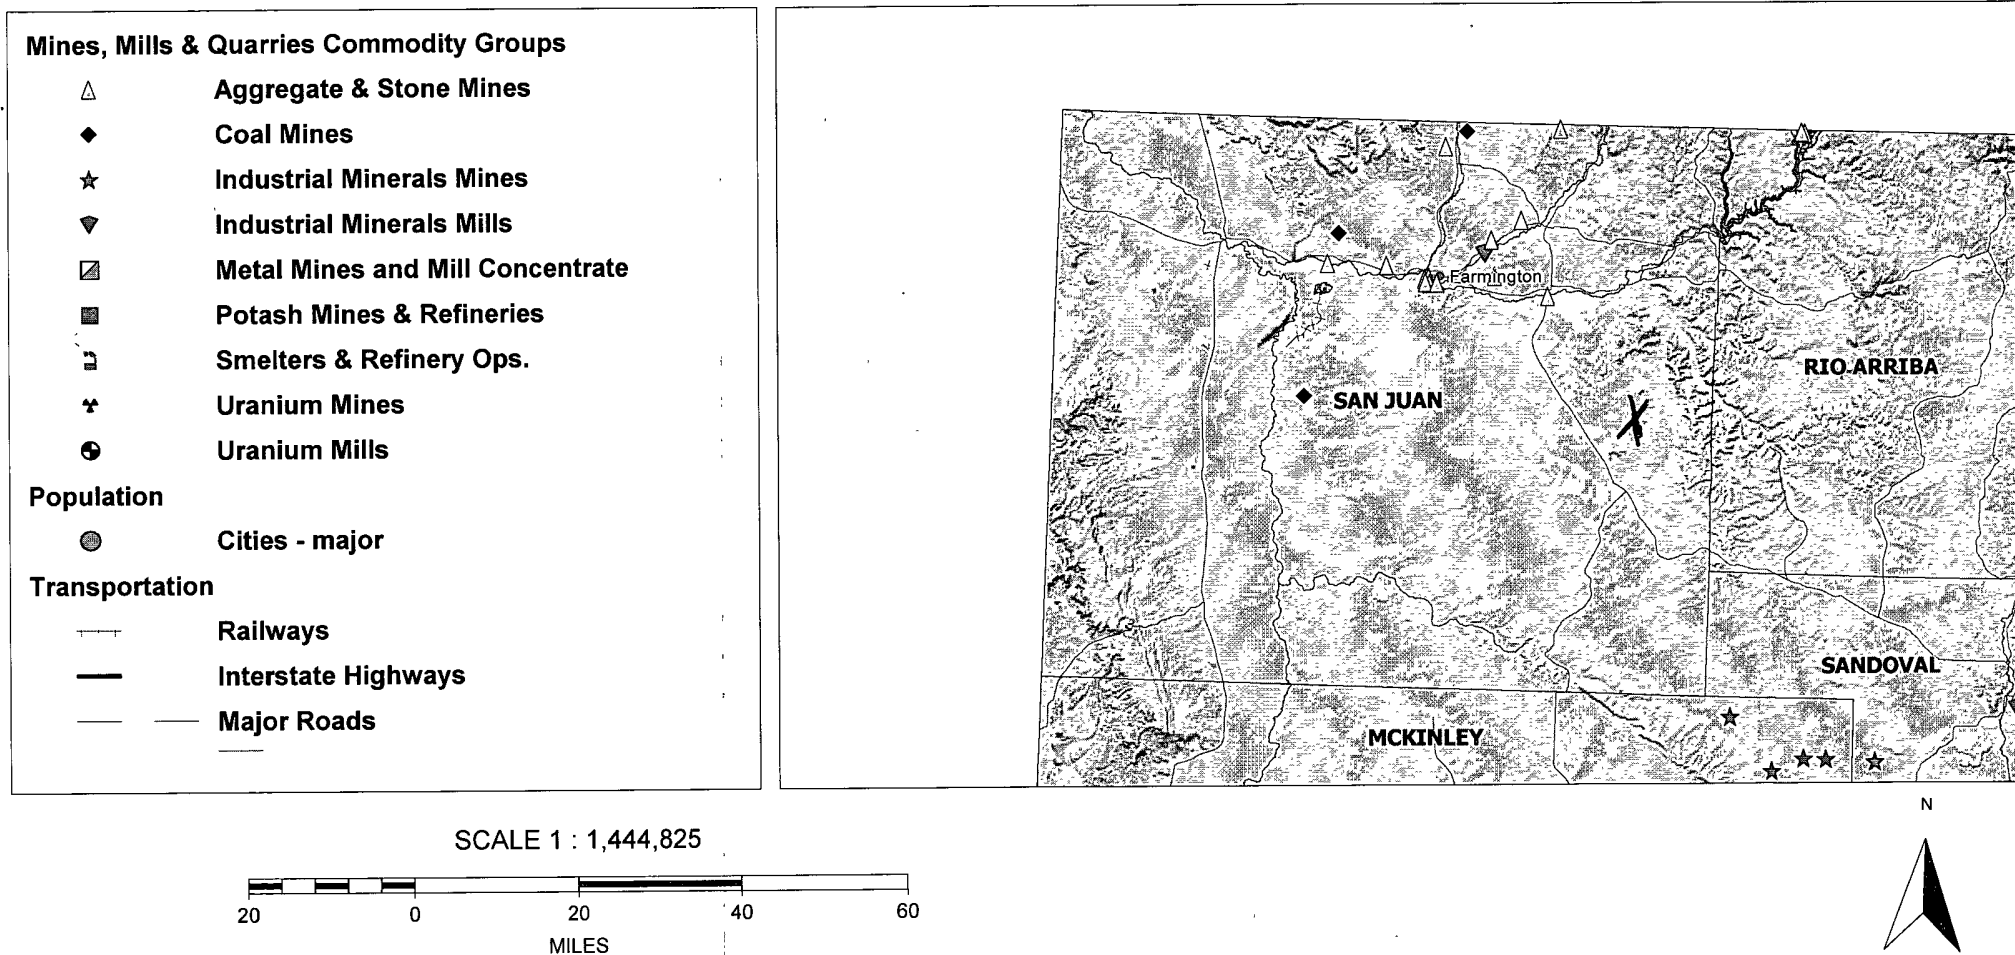 Mines, Mills & Quarries Commodity Groups
Aggregate & Stone Mines
Coal Mines
Industrial Minerals Mines
Industrial Minerals Mills
Metal Mines and Mill Concentrate
Potash Mines & Refineries
Smelters & Refinery Ops.
Uranium Mines
Uranium Mills
Population
Cities - major
Transportation
Railways
Interstate Highways
Major Roads
Farmington
RIO ARRIBA
SAN JUAN
X
SANDOVAL
MCKINLEY
N
SCALE 1 : 1,444,825
20 0 20 40 60
MILES